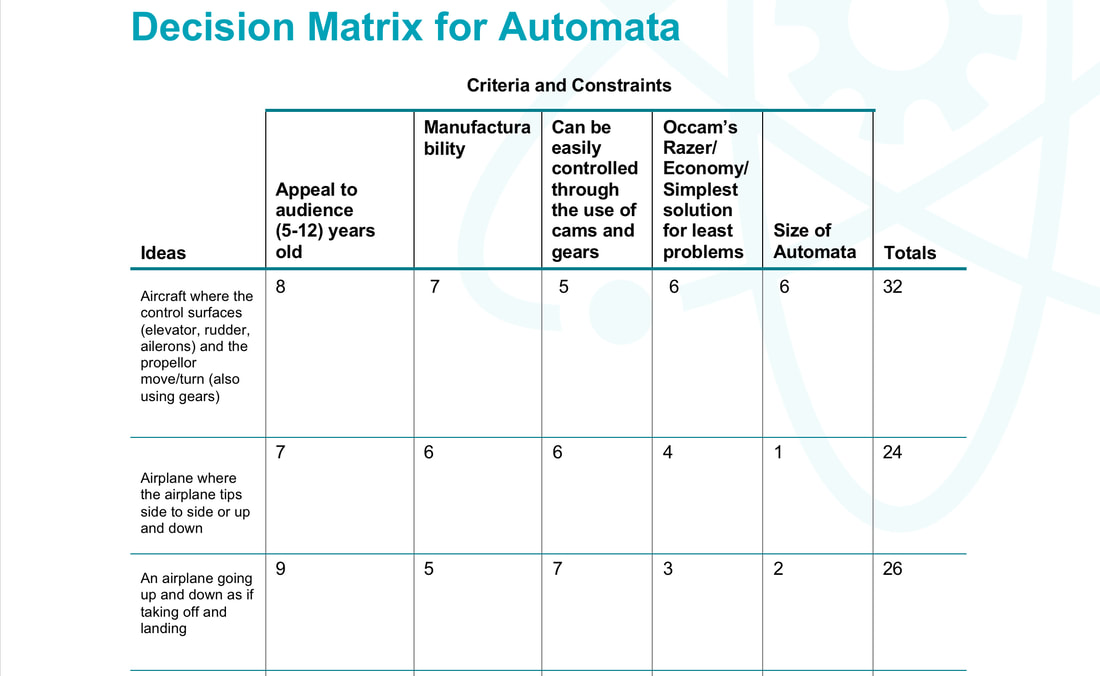 Decision Matrix for Automata
Criteria and Constraints
Ideas
Appeal to
audience
(5-12) years
old
Manufactura
bility
Can be
easily
controlled
through
the use of
cams and
gears
Occam's
Razer/
Economy/
Simplest
solution
for least
problems
Size of
Automata
Totals
Aircraft where the
control surfaces
(elevator, rudder,
ailerons) and the
propellor
move/turn (also
using gears)
8
7
5
6
6
32
Airplane where
the airplane tips
side to side or up
and down
7
6
6
4
1
24
An airplane going
up and down as if
taking off and
landing
9
5
7
3
2
26